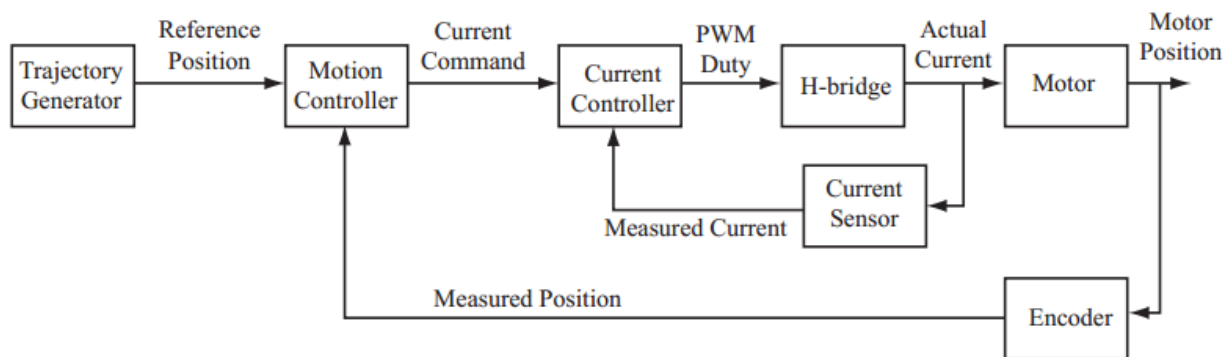 Reference
Position
Current
Command
PWM
Duty
Actual
Current
Motor
Position
Trajectory
Generator
Motion
Controller
Current
Controller
H-bridge
Motor
Current
Sensor
Measured Current
Measured Position
Encoder